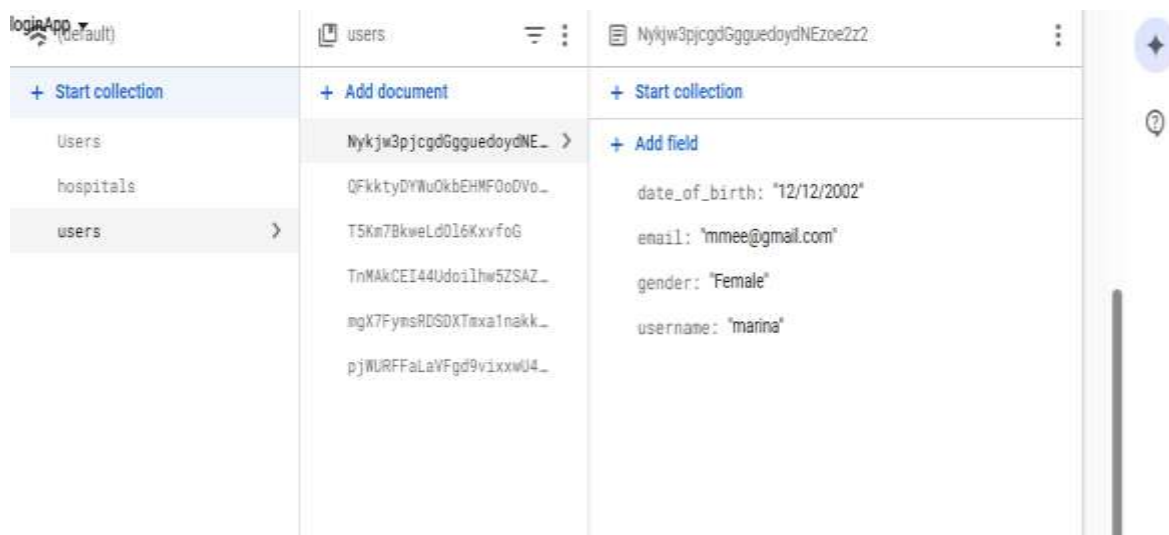 loginApp
(default)
users
Nykjw3pjcgdGgguedoydNEzoe2z2
+ Start collection
+ Add document
+ Start collection
Users
hospitals
users
NykjW3pjcgdGgguedoydNE…
QFkktyDYWuOkbEHMFOoDVo…
T5Km7BkweLdOl6KxvfoG
TnMAkCEI44Udoilhw5ZSAZ…
mgX7FymsRDSDXTmxa1nakk…
pjWURFFaLaVFgd9vixxwU4…
+ Add field
date_of_birth: "12/12/2002"
email: "mmee@gmail.com"
gender: "Female"
username: "marina"